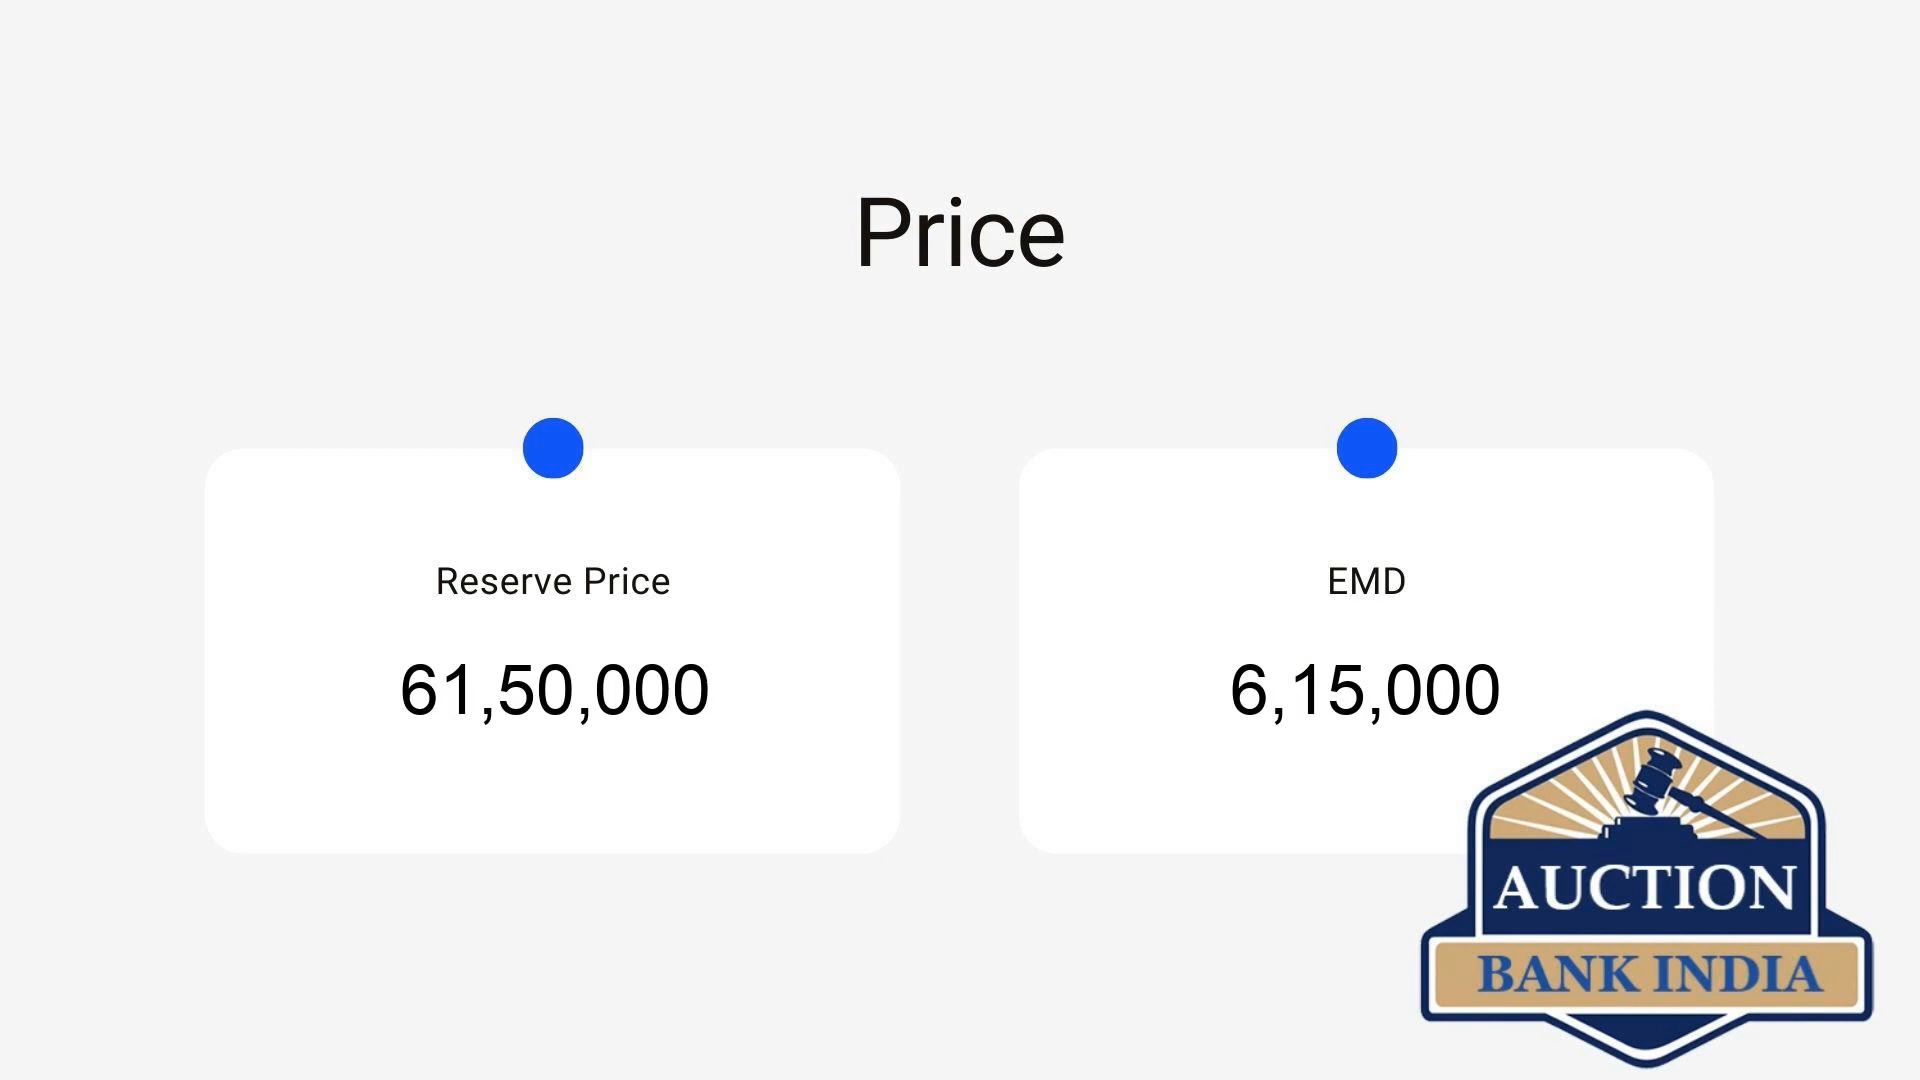 Price
Reserve Price
61,50,000
EMD
6,15,000
AUCTION
BANK INDIA